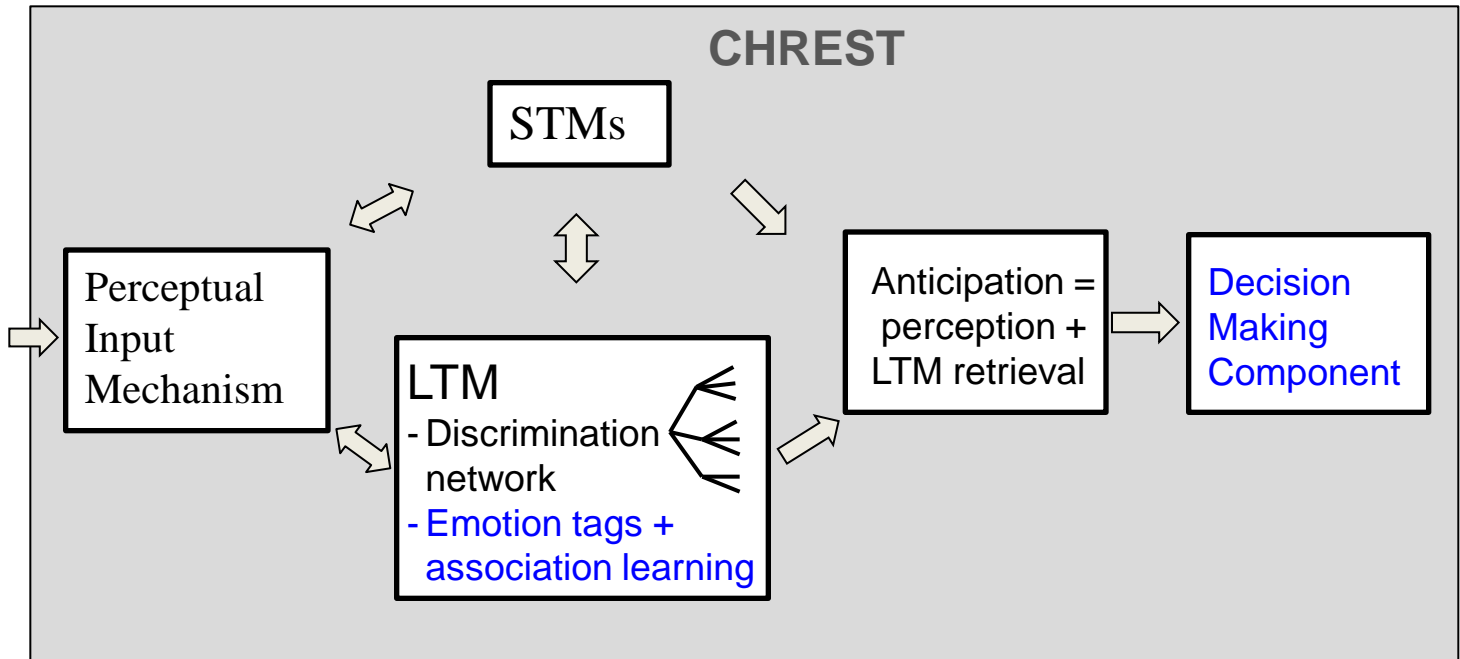 CHREST
STMs
Perceptual
Input
Mechanism
LTM
- Discrimination
network
- Emotion tags +
association learning
Anticipation =
perception +
LTM retrieval
Decision
Making
Component